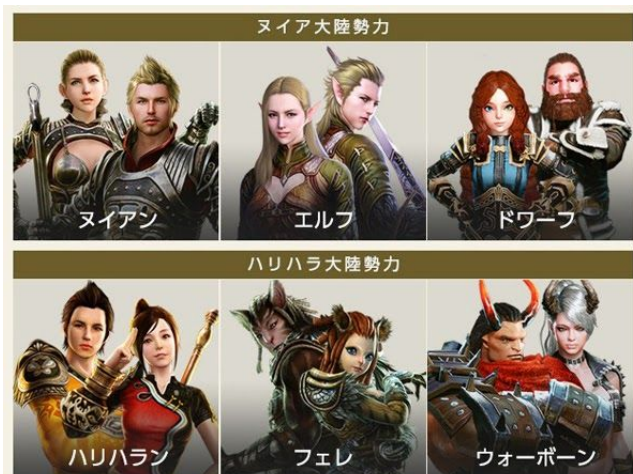 ヌイア大陸勢力
ヌイアン
エルフ
ドワーフ
ハリハラ大陸勢力
ハリハラン
フェレ
ウォーボーン